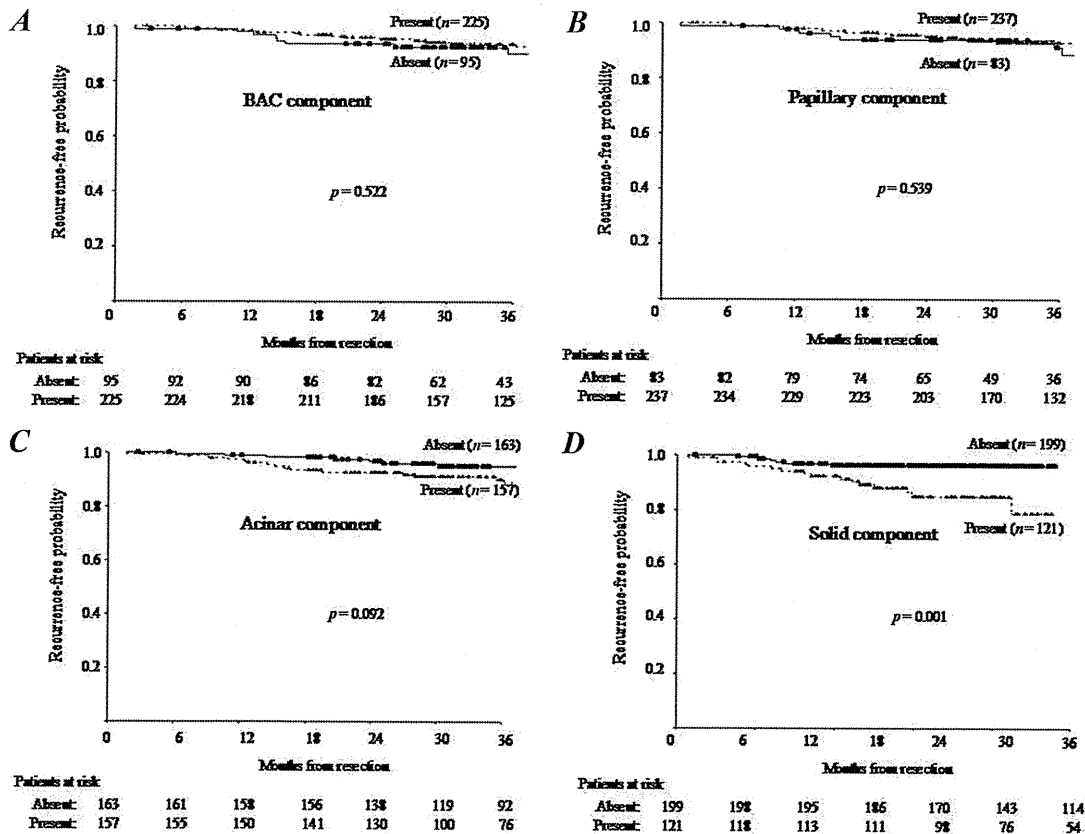 A
Present (n = 225)
Absent (n = 95)
BAC component
p = 0.522
Recurrence-free probability
1.0
0.8
0.6
0.4
0.2
0 6 12 18 24 30 36
Months from resection
Patients at risk
Absent: 95 92 90 86 82 62 43
Present: 225 224 218 211 186 157 125
B
Present (n = 237)
Absent (n = 83)
Papillary component
p = 0.539
Recurrence-free probability
1.0
0.8
0.6
0.4
0.2
0 6 12 18 24 30 36
Months from resection
Patients at risk
Absent: 83 82 79 74 65 49 36
Present: 237 234 229 223 203 170 132
C
Absent (n = 163)
Present (n = 157)
Acinar component
p = 0.092
Recurrence-free probability
1.0
0.8
0.6
0.4
0.2
0 6 12 18 24 30 36
Months from resection
Patients at risk
Absent: 163 161 158 156 138 119 92
Present: 157 155 150 141 130 100 76
D
Absent (n = 199)
Present (n = 121)
Solid component
p = 0.001
Recurrence-free probability
1.0
0.8
0.6
0.4
0.2
0 6 12 18 24 30 36
Months from resection
Patients at risk
Absent: 199 198 195 186 170 143 114
Present: 121 118 113 111 98 76 54